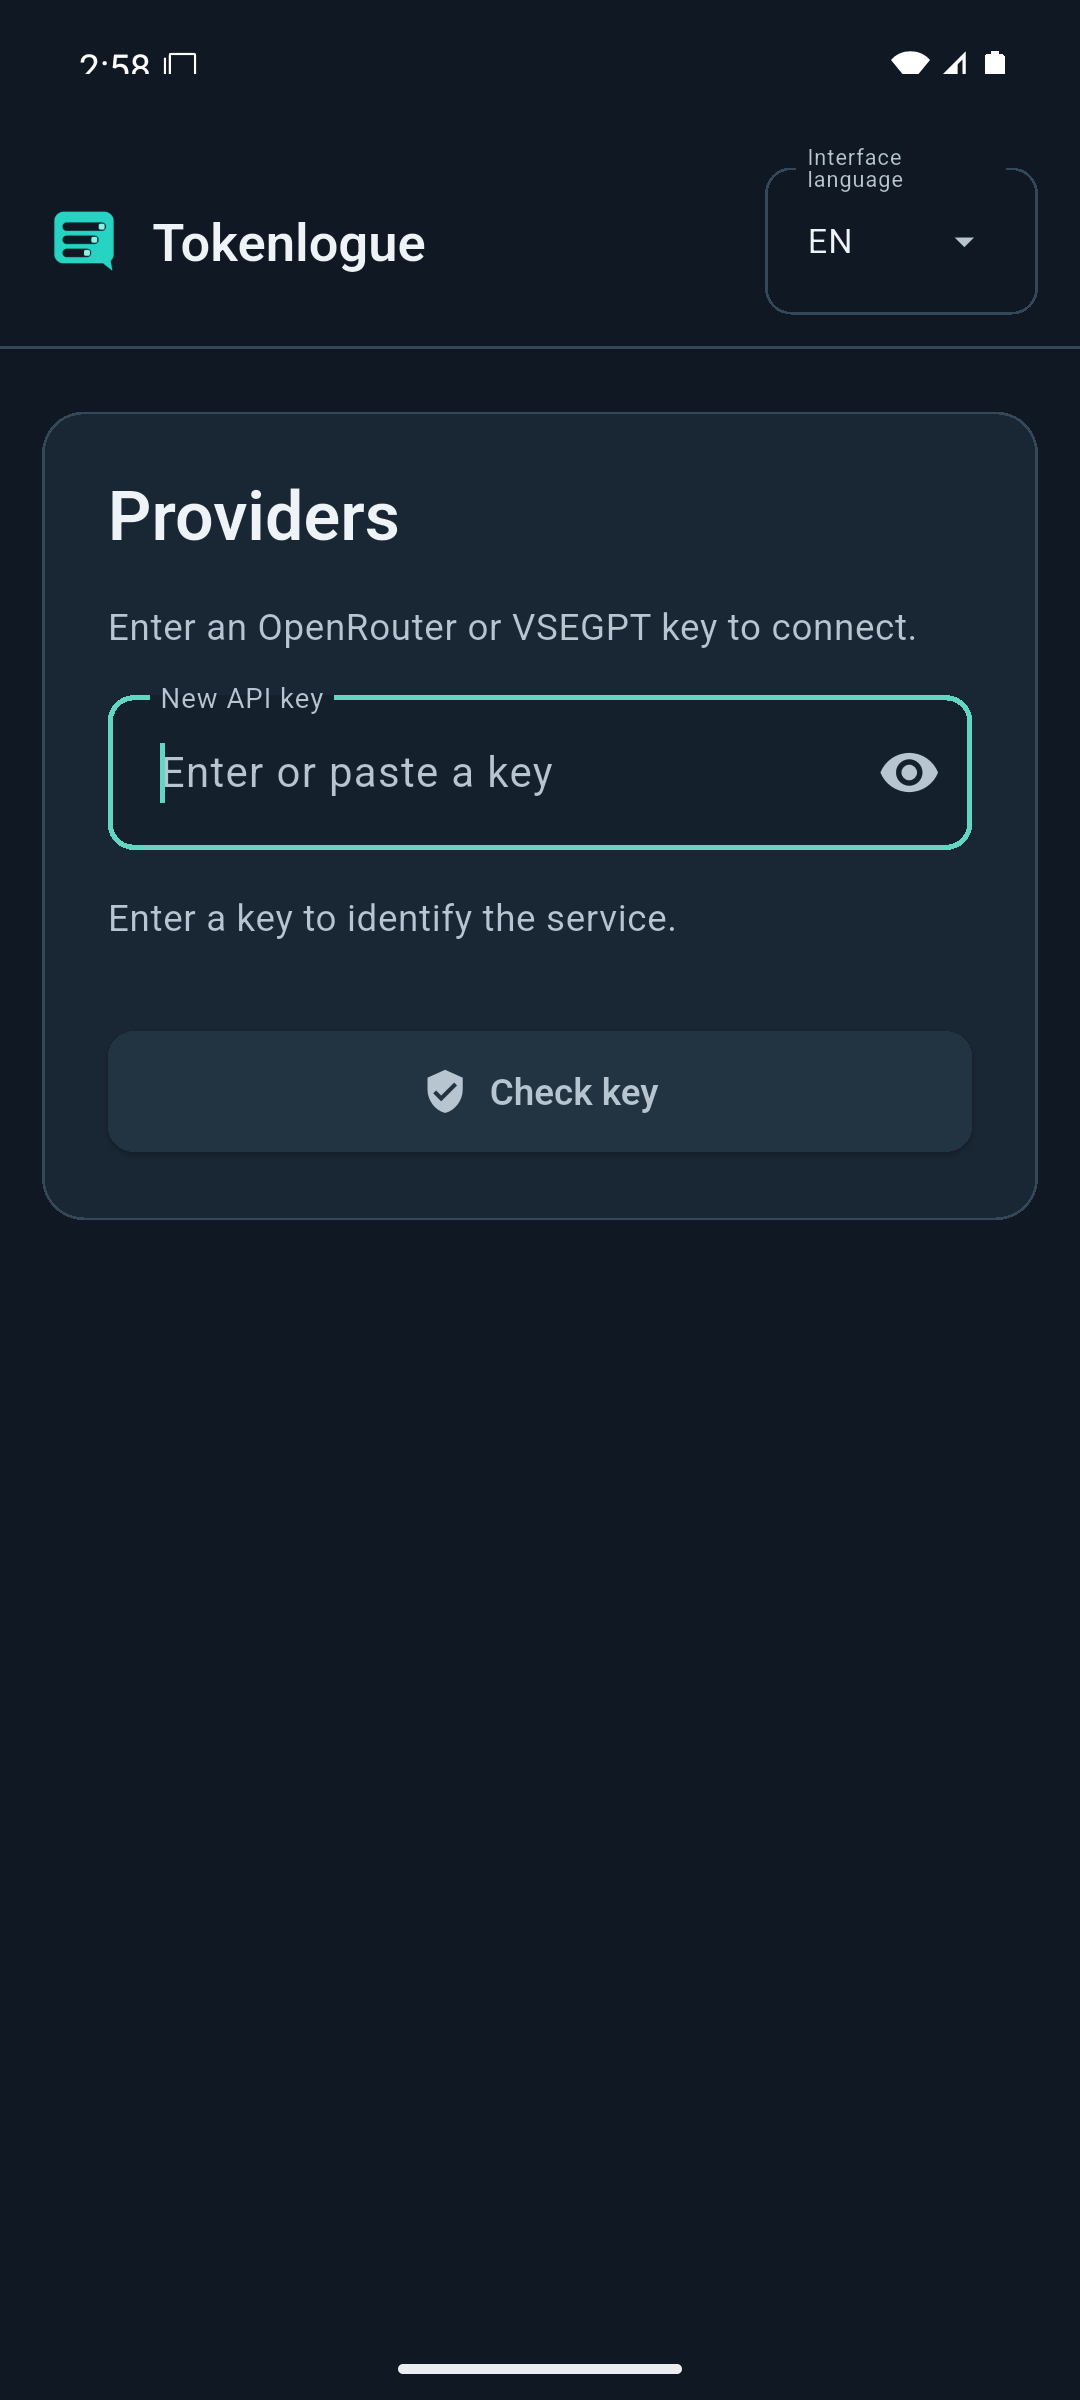 2:58
Interface
language
Tokenlogue
EN
Providers
Enter an OpenRouter or VSEGPT key to connect.
New API key
Enter or paste a key
Enter a key to identify the service.
Check key